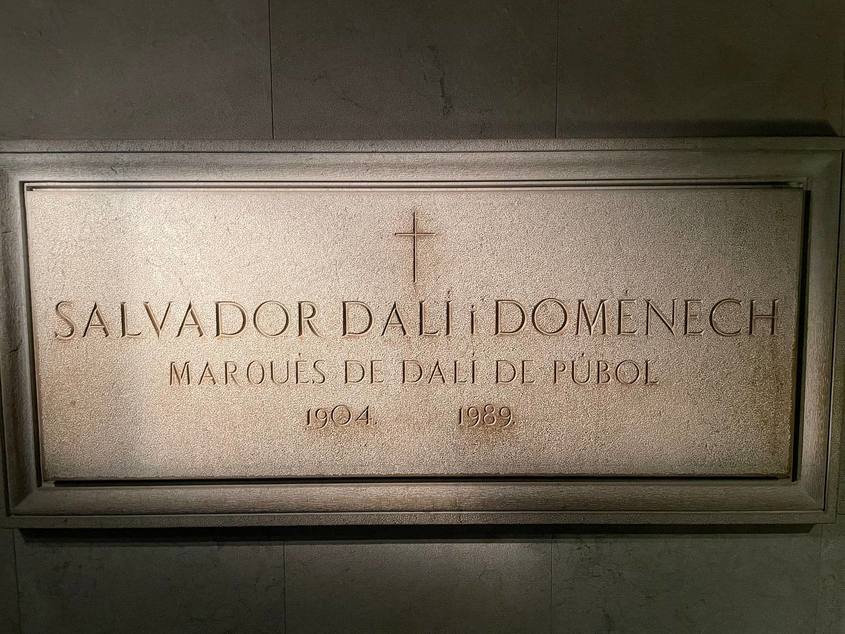 SALVADOR DALÍ i DOMÈNECH
MARQUÈS DE DALÍ DE PÚBOL
1904. 1989.